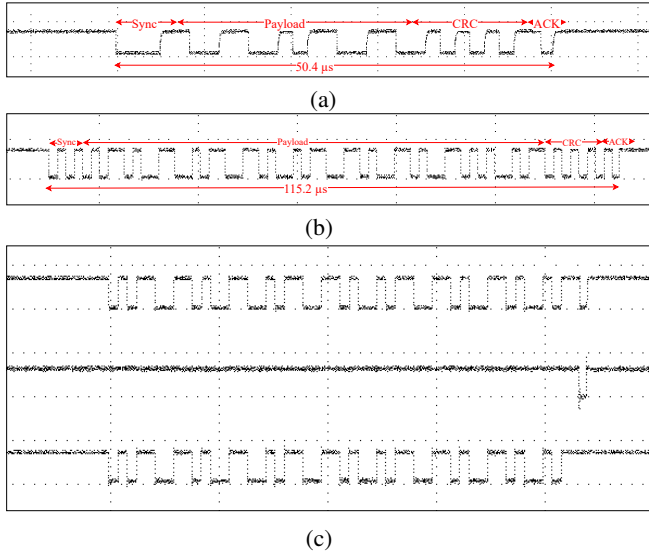 Sync Payload CRC ACK
50.4 µs
(a)
Sync Payload CRC ACK
115.2 µs
(b)
(c)